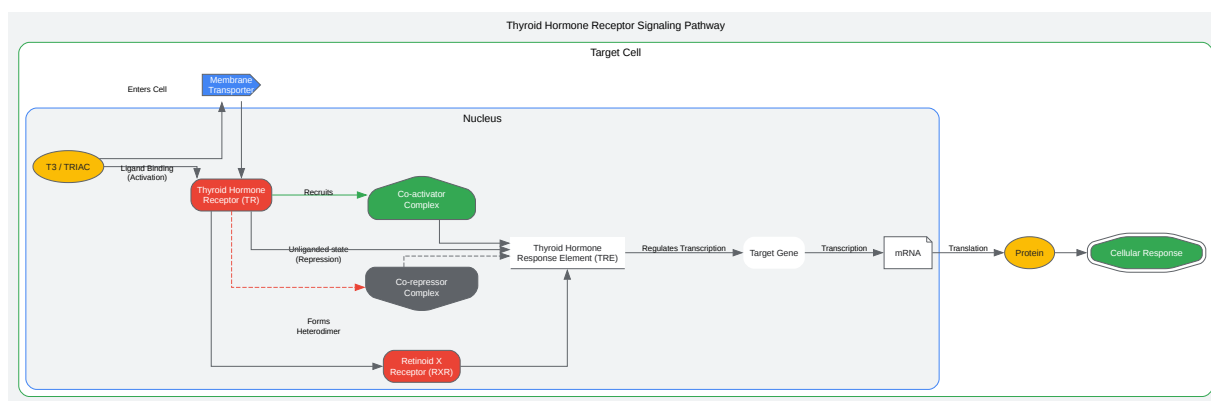 Thyroid Hormone Receptor Signaling Pathway
Target Cell
Membrane
Transporter
Enters Cell
Nucleus
T3 / TRIAC
Ligand Binding
(Activation)
Thyroid Hormone
Receptor (TR)
Recruits
Co-activator
Complex
Unliganded state
(Repression)
Thyroid Hormone
Response Element (TRE)
Regulates Transcription
Target Gene
Transcription
mRNA
Translation
Protein
Cellular Response
Co-repressor
Complex
Forms
Heterodimer
Retinoid X
Receptor (RXR)